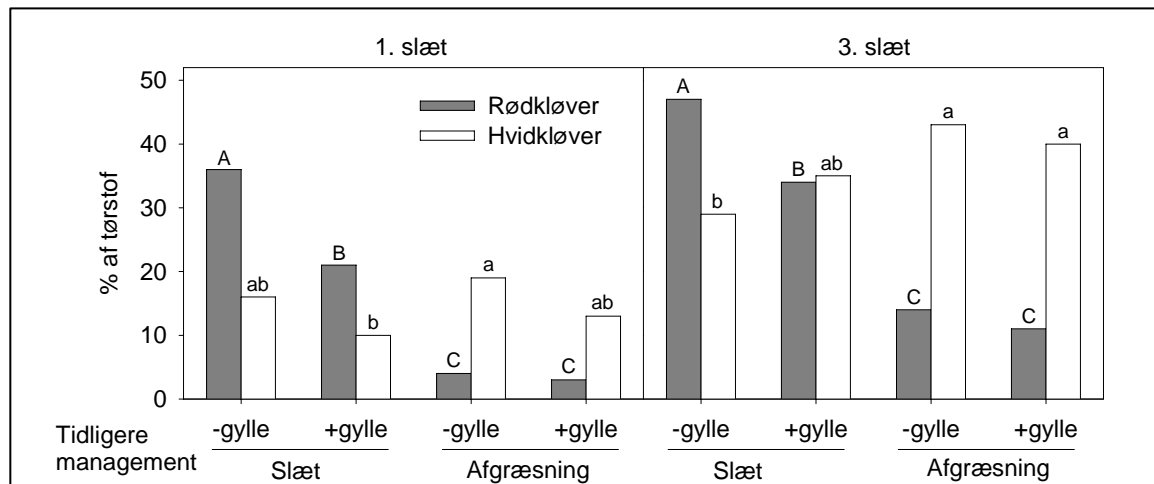 1. slæt 3. slæt
50
40
30
20
10
0
% af tørstof
Rødkløver
Hvidkløver
A ab B b C a C ab
A b B ab C a C a
-gylle +gylle -gylle +gylle -gylle +gylle -gylle +gylle
Tidligere
management
Slæt Afgræsning Slæt Afgræsning